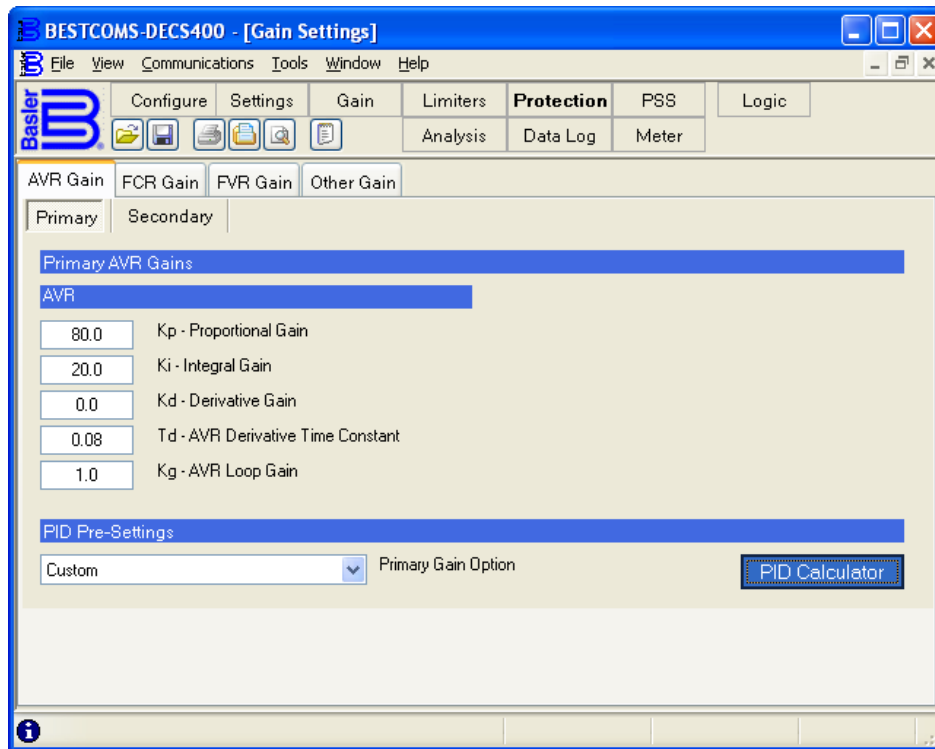 BESTCOMS-DECS400 - [Gain Settings]
File View Communications Tools Window Help
Basler
Configure Settings Gain Limiters Protection PSS Logic
Analysis Data Log Meter
AVR Gain FCR Gain FVR Gain Other Gain
Primary Secondary
Primary AVR Gains
AVR
80.0 Kp - Proportional Gain
20.0 Ki - Integral Gain
0.0 Kd - Derivative Gain
0.08 Td - AVR Derivative Time Constant
1.0 Kg - AVR Loop Gain
PID Pre-Settings
Custom Primary Gain Option PID Calculator